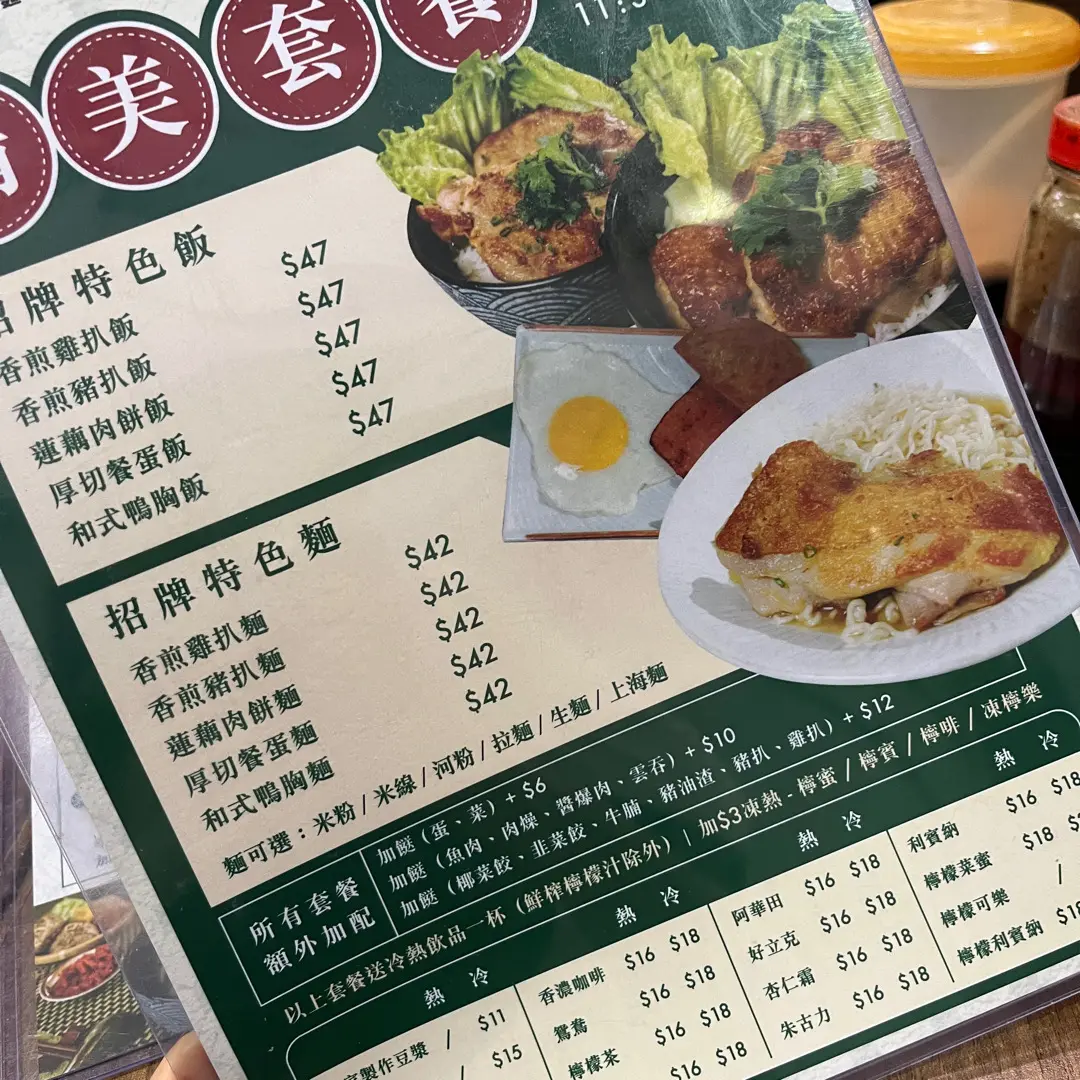 美套餐
招牌特色飯
香煎雞扒飯 $47
香煎豬扒飯 $47
蓮藕肉餅飯 $47
厚切餐蛋飯 $47
和式鴨胸飯 $47
招牌特色麵
香煎雞扒麵 $42
香煎豬扒麵 $42
蓮藕肉餅麵 $42
厚切餐蛋麵 $42
和式鴨胸麵 $42
麵可選：米粉 / 米線 / 河粉 / 拉麵 / 生麵 / 上海麵
所有套餐
額外加配
加餸（蛋、菜）+ $6
加餸（魚肉、肉燥、醬爆肉、雲吞）+ $10
加餸（椰菜餃、韭菜餃、牛腩、豬油渣、豬扒、雞扒）+ $12
以上套餐送冷熱飲品一杯（鮮榨檸檬汁除外）| 加$3凍熱 - 檸蜜 / 檸賓 / 檸啡 / 凍檸樂
熱 冷
製作豆漿 / $11
/ $15
熱 冷
香濃咖啡 $16 $18
鴛鴦 $16 $18
檸檬茶 $16 $18
$16 $18
熱 冷
阿華田 $16 $18
好立克 $16 $18
杏仁霜 $16 $18
朱古力 $16 $18
熱 冷
利賓納 $16 $18
檸檬菜蜜 $18
檸檬可樂 /
檸檬利賓納 $18